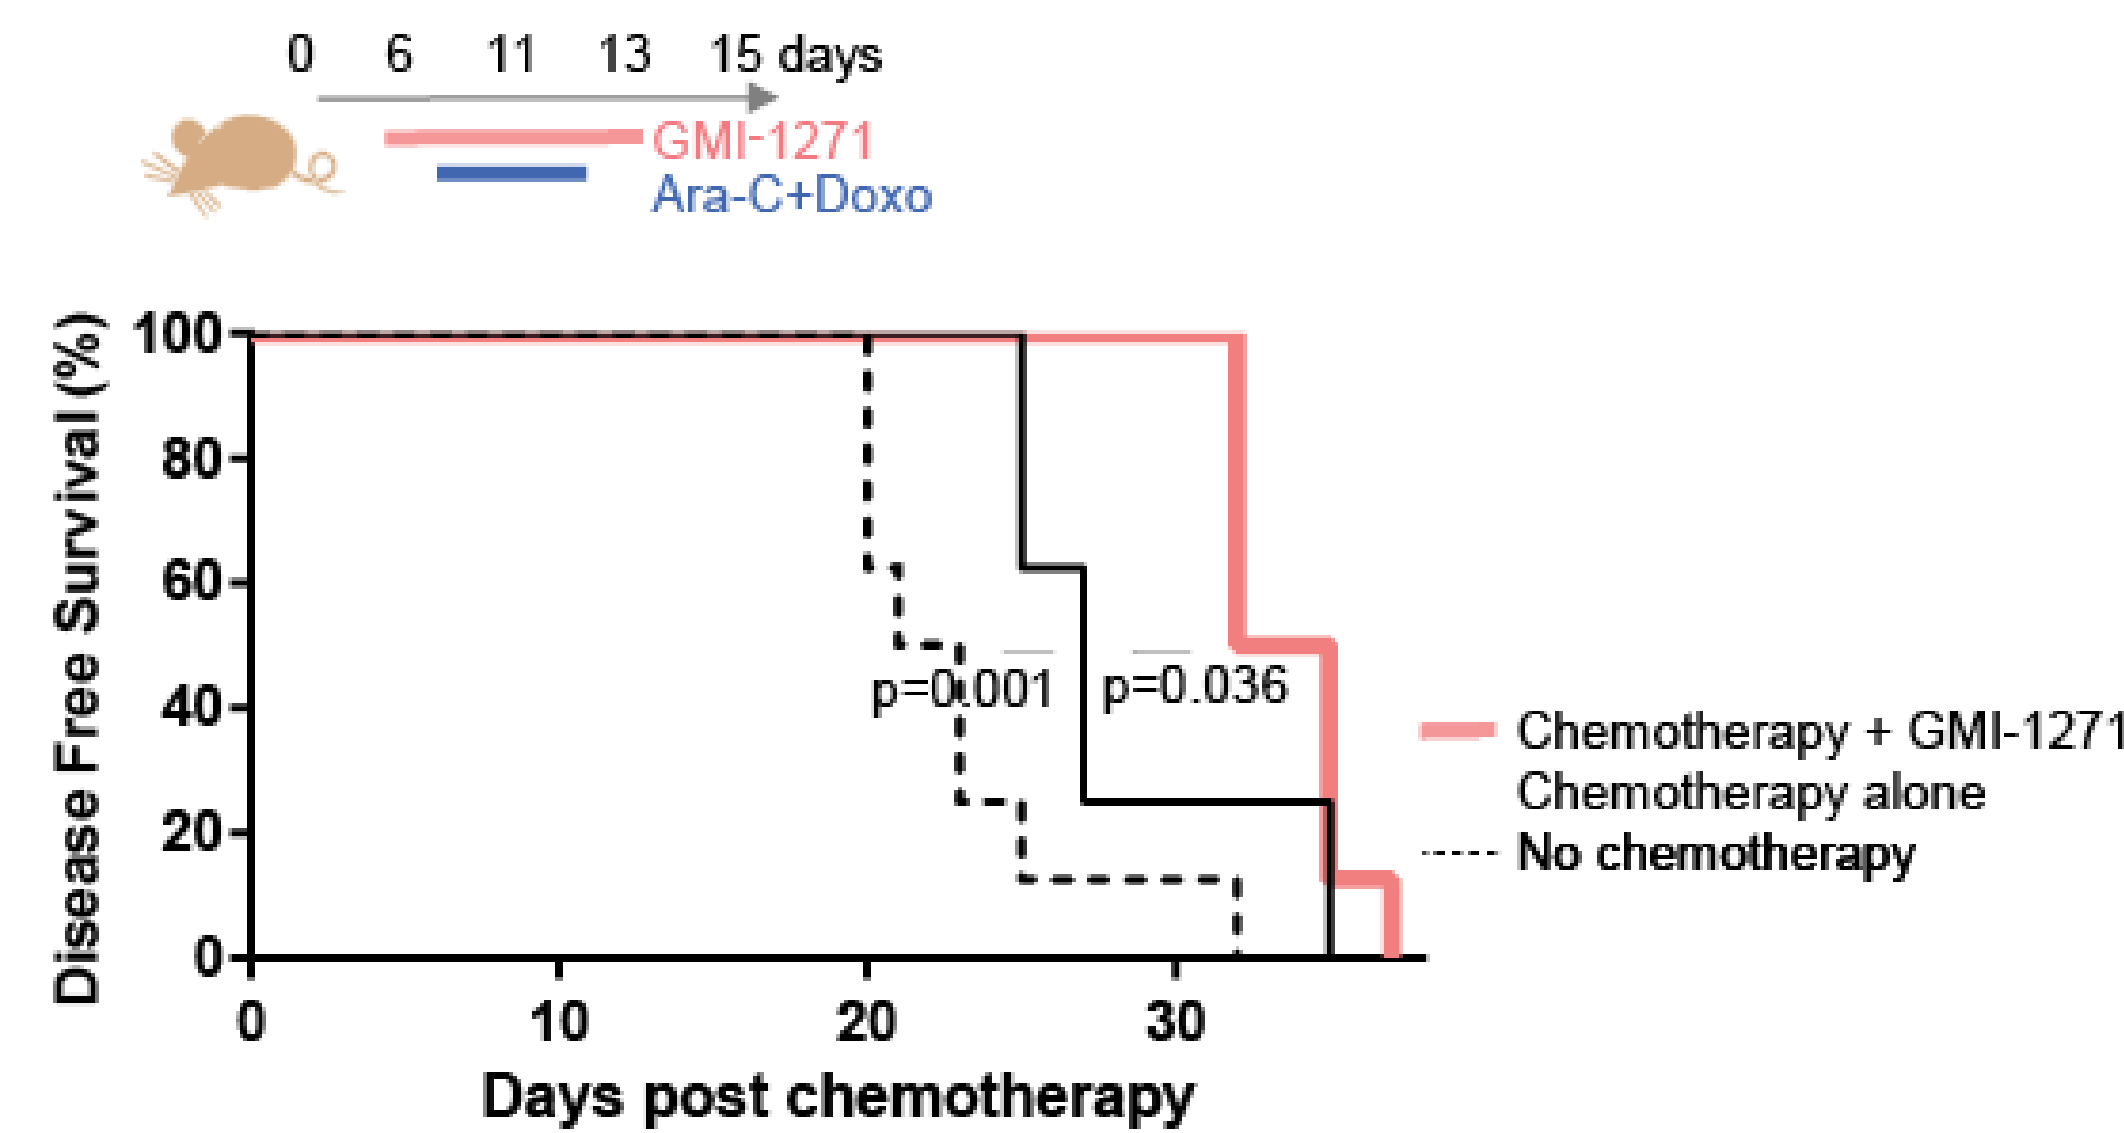 0 6 11 13 15 days
GMI-1271
Ara-C+Doxo
Disease Free Survival (%)
100
80
60
40
20
0
p=0.001 p=0.036
Chemotherapy + GMI-1271
Chemotherapy alone
No chemotherapy
0 10 20 30
Days post chemotherapy